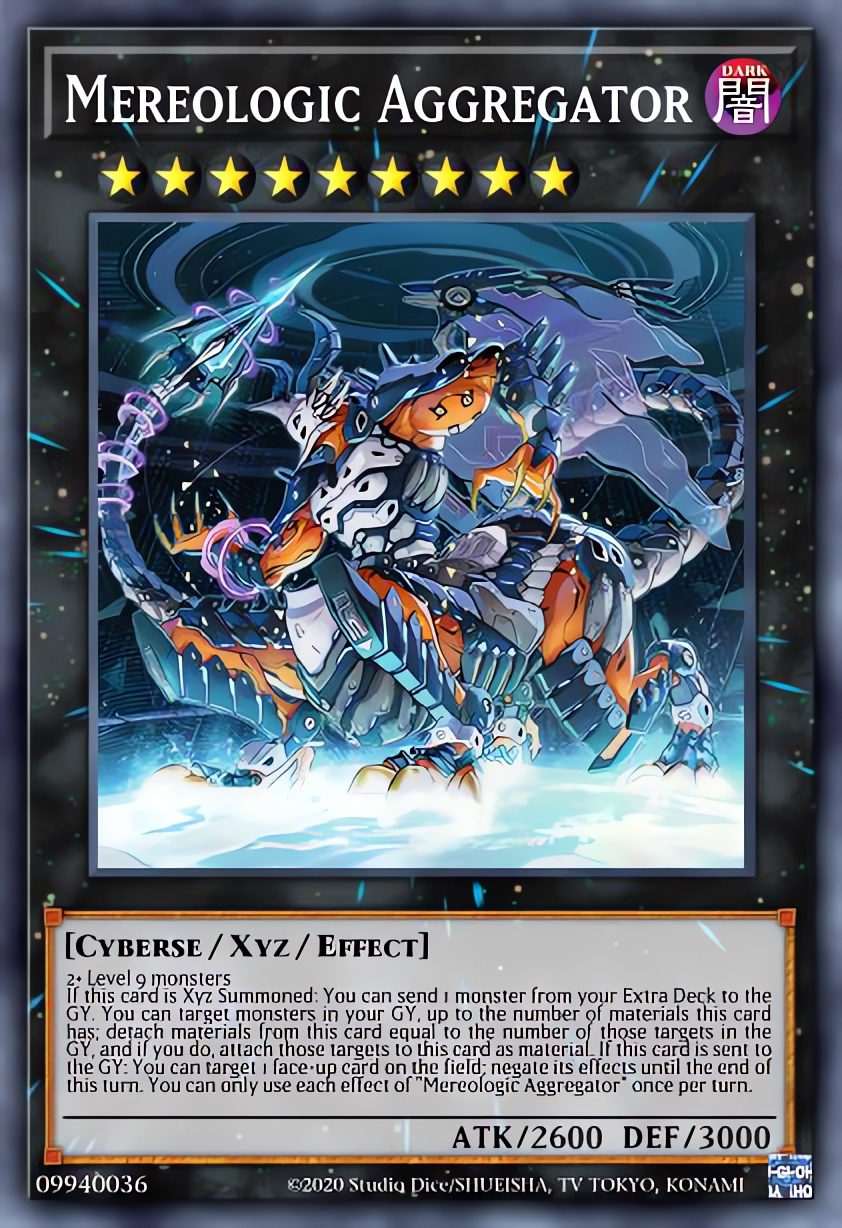 MEREOLOGIC AGGREGATOR
DARK
闇
[CYBERSE / XYZ / EFFECT]
2+ Level 9 monsters
If this card is Xyz Summoned: You can send 1 monster from your Extra Deck to the
GY. You can target monsters in your GY, up to the number of materials this card
has; detach materials from this card equal to the number of those targets in the
GY, and if you do, attach those targets to this card as material. If this card is sent to
the GY: You can target 1 face-up card on the field; negate its effects until the end of
this turn. You can only use each effect of "Mereologic Aggregator" once per turn.
ATK/2600 DEF/3000
09940036
©2020 Studio Dice/SHUEISHA, TV TOKYO, KONAMI